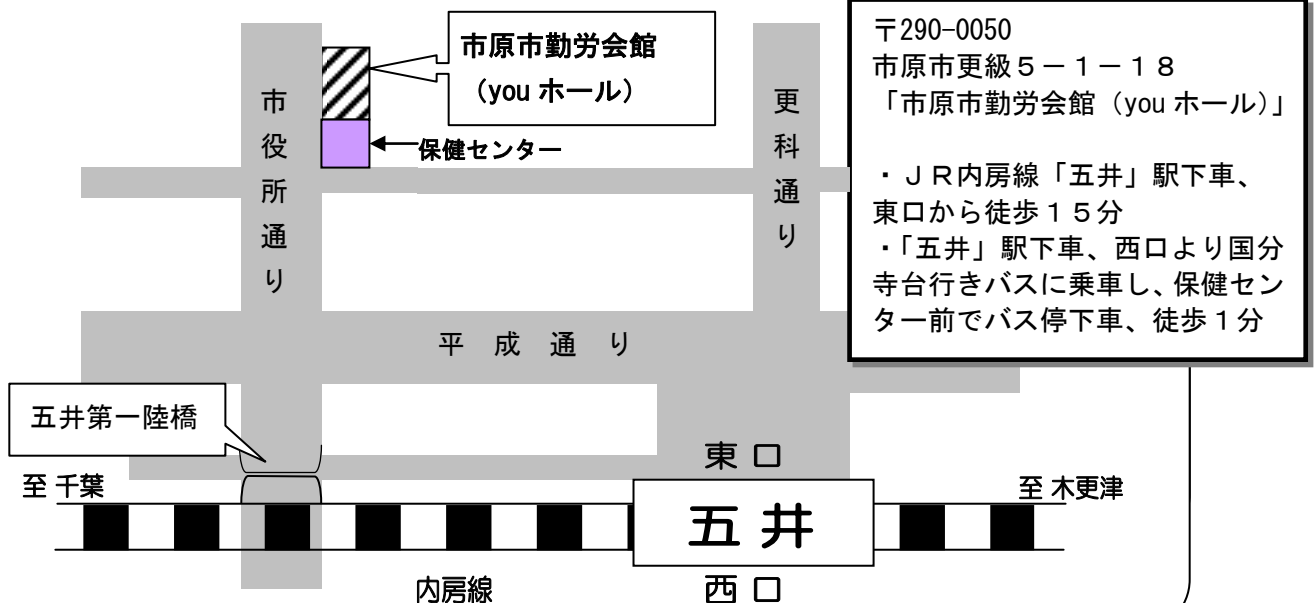 市原市勤労会館
（you ホール）
保健センター
市役所通り
更科通り
〒290-0050
市原市更級５－１－１８
「市原市勤労会館（you ホール）」
・ＪＲ内房線「五井」駅下車、
東口から徒歩１５分
・「五井」駅下車、西口より国分
寺台行きバスに乗車し、保健セン
ター前でバス停下車、徒歩１分
平成通り
五井第一陸橋
東口
至 千葉
至 木更津
五井
内房線
西口